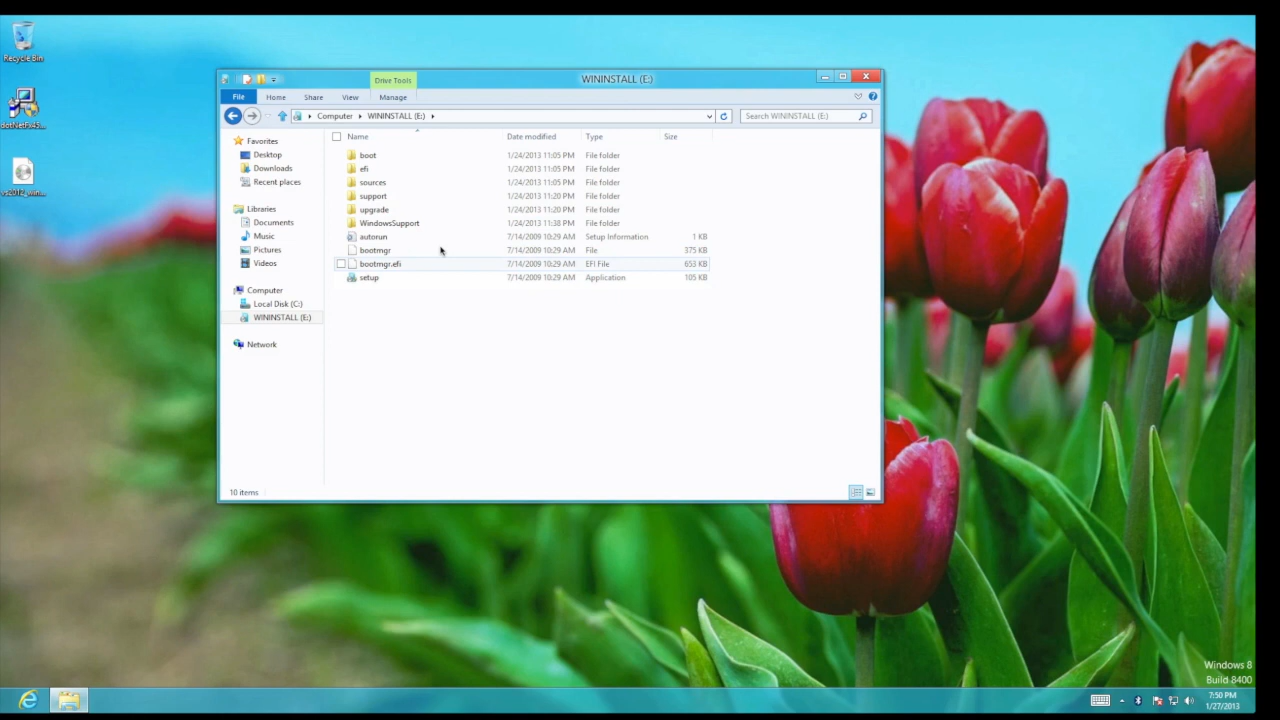 Recycle Bin
dotNetFx45...
vs2012_win...
Drive Tools
WININSTALL (E:)
File
Home
Share
View
Manage
Computer
WININSTALL (E:)
Search WININSTALL (E:)
Name
Date modified
Type
Size
Favorites
Desktop
Downloads
Recent places
Libraries
Documents
Music
Pictures
Videos
Computer
Local Disk (C:)
WININSTALL (E:)
Network
boot 1/24/2013 11:05 PM File folder
efi 1/24/2013 11:05 PM File folder
sources 1/24/2013 11:05 PM File folder
support 1/24/2013 11:20 PM File folder
upgrade 1/24/2013 11:20 PM File folder
WindowsSupport 1/24/2013 11:38 PM File folder
autorun 7/14/2009 10:29 AM Setup Information 1 KB
bootmgr 7/14/2009 10:29 AM File 375 KB
bootmgr.efi 7/14/2009 10:29 AM EFI File 653 KB
setup 7/14/2009 10:29 AM Application 105 KB
10 items
Windows 8
Build 8400
7:50 PM
1/27/2013